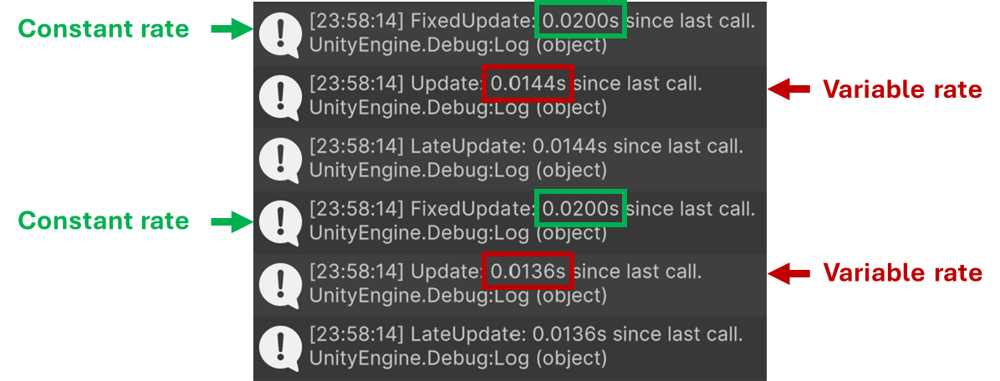 Constant rate
[23:58:14] FixedUpdate: 0.0200s since last call.
UnityEngine.Debug:Log (object)
[23:58:14] Update: 0.0144s since last call.
Variable rate
UnityEngine.Debug:Log (object)
[23:58:14] LateUpdate: 0.0144s since last call.
UnityEngine.Debug:Log (object)
[23:58:14] FixedUpdate: 0.0200s since last call.
Constant rate
UnityEngine.Debug:Log (object)
[23:58:14] Update: 0.0136s since last call.
Variable rate
UnityEngine.Debug:Log (object)
[23:58:14] LateUpdate: 0.0136s since last call.
UnityEngine.Debug:Log (object)